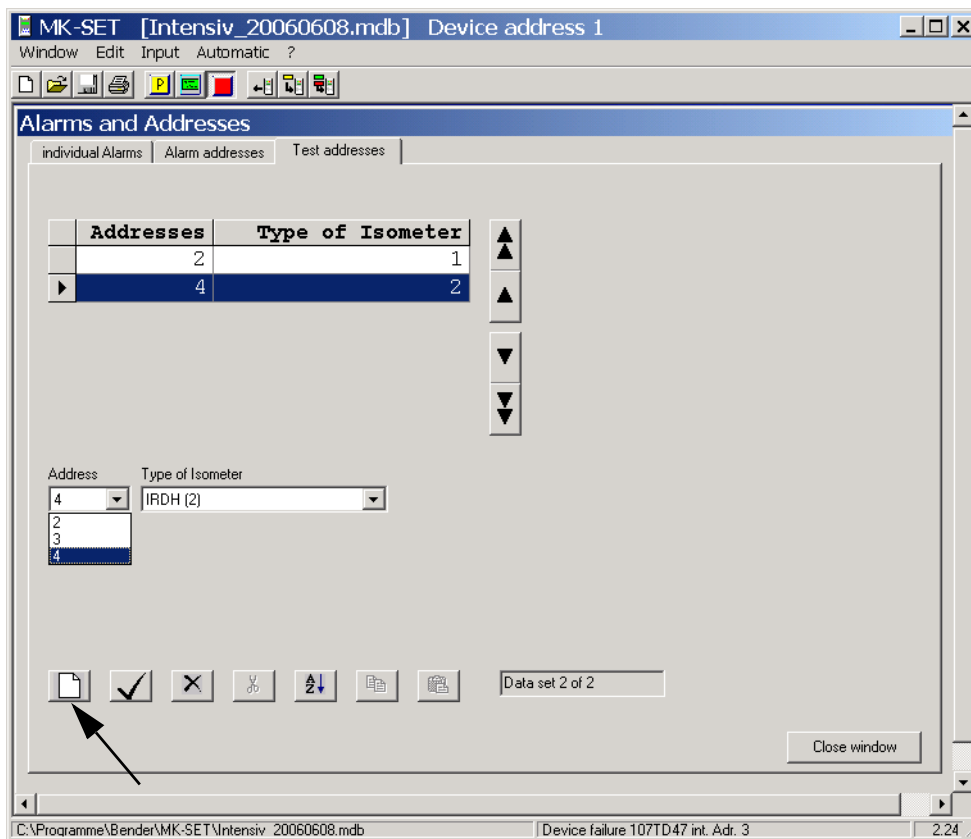 MK-SET [Intensiv_20060608.mdb] Device address 1
Window Edit Input Automatic ?
P
Alarms and Addresses
individual Alarms Alarm addresses Test addresses
Addresses Type of Isometer
2 1
4 2
Address Type of Isometer
4 IRDH (2)
2
3
4
A
Z
Data set 2 of 2
Close window
C:\Programme\Bender\MK-SET\Intensiv_20060608.mdb Device failure 107TD47 int. Adr. 3 2.24